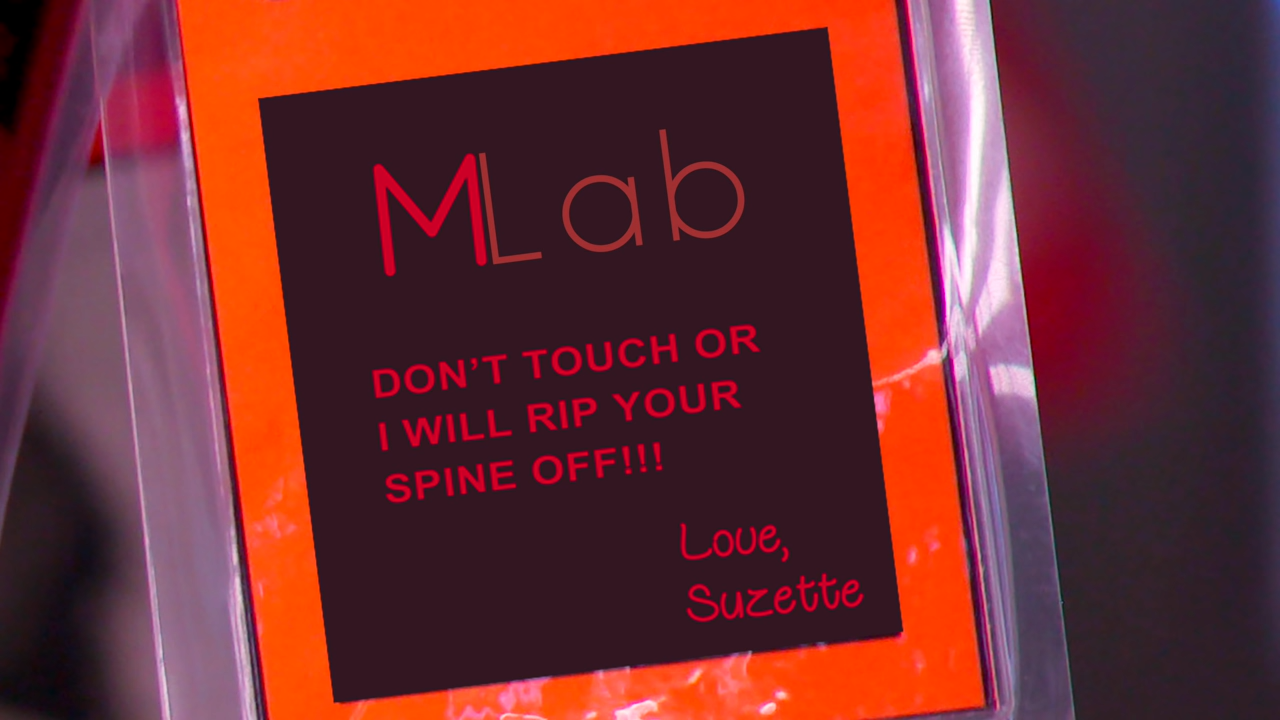 MLab
DON'T TOUCH OR
I WILL RIP YOUR
SPINE OFF!!!
Love,
Suzette